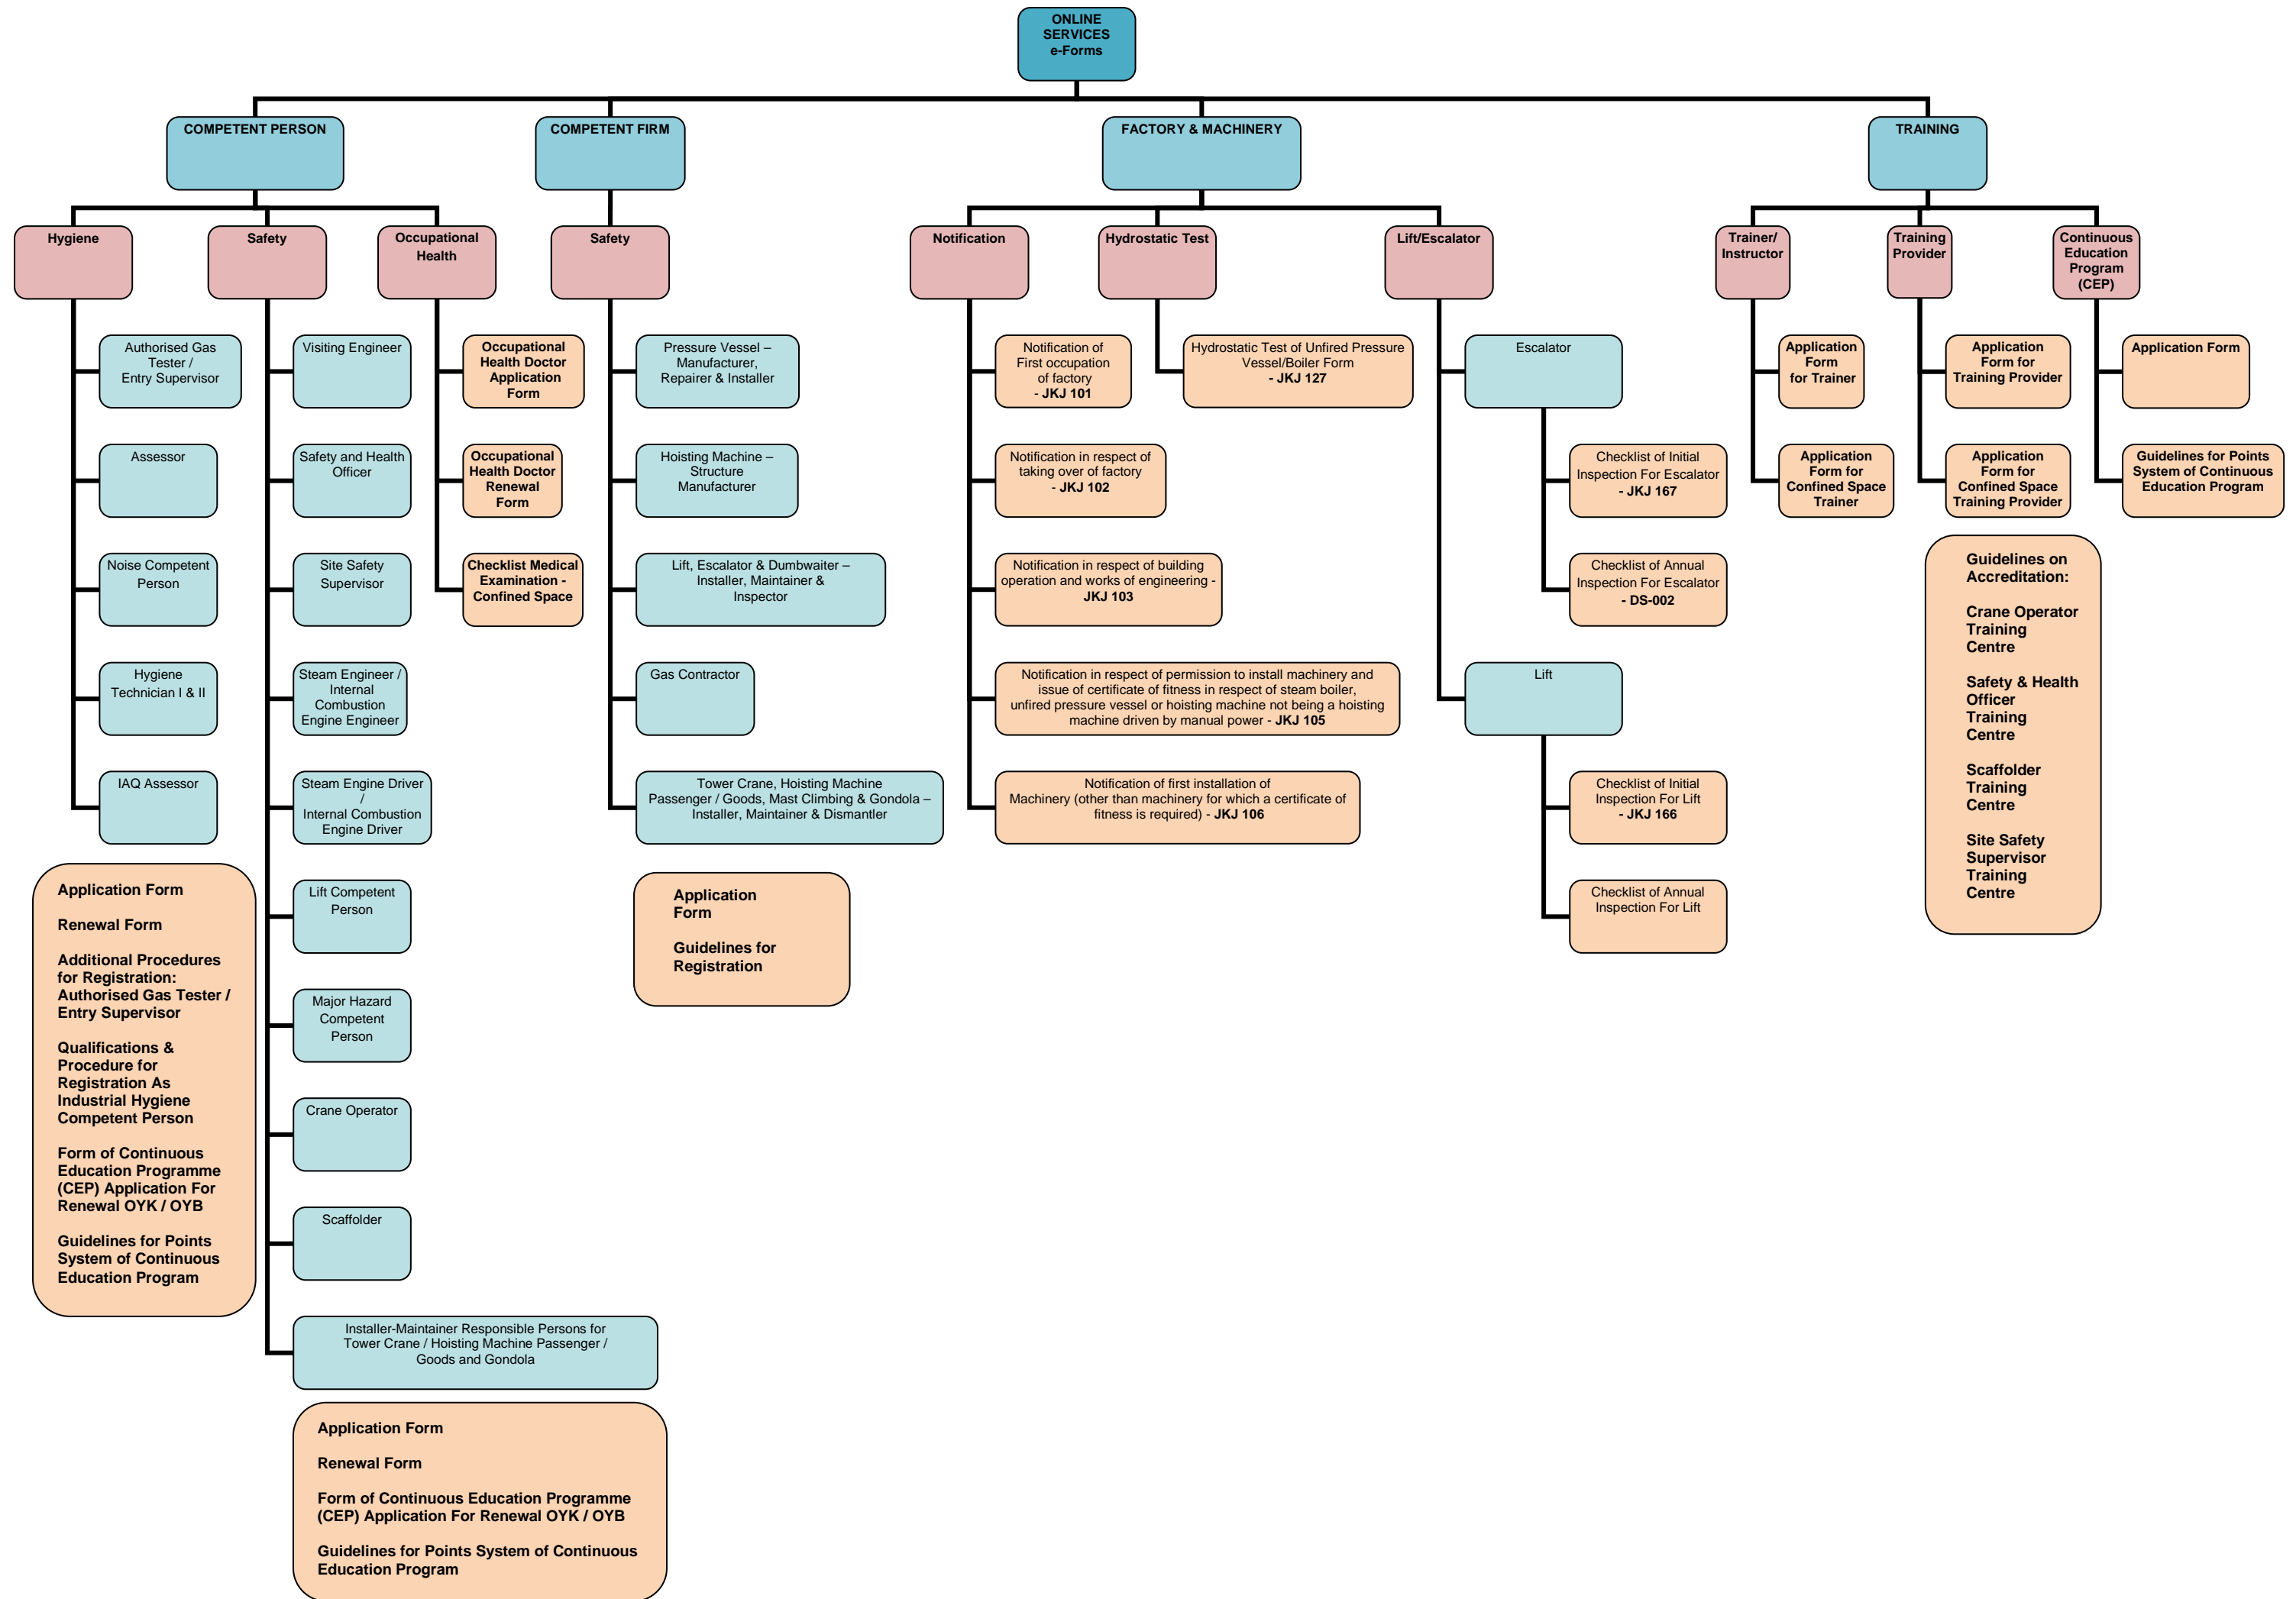 ONLINE
SERVICES
e-Forms
COMPETENT PERSON
COMPETENT FIRM
FACTORY & MACHINERY
TRAINING
Hygiene
Safety
Occupational
Health
Safety
Notification
Hydrostatic Test
Lift/Escalator
Trainer/
Instructor
Training
Provider
Continuous
Education
Program
(CEP)
Authorised Gas
Tester /
Entry Supervisor
Assessor
Noise Competent
Person
Hygiene
Technician I & II
IAQ Assessor
Application Form
Renewal Form
Additional Procedures
for Registration:
Authorised Gas Tester /
Entry Supervisor
Qualifications &
Procedure for
Registration As
Industrial Hygiene
Competent Person
Form of Continuous
Education Programme
(CEP) Application For
Renewal OYK / OYB
Guidelines for Points
System of Continuous
Education Program
Visiting Engineer
Safety and Health
Officer
Site Safety
Supervisor
Steam Engineer /
Internal
Combustion
Engine Engineer
Steam Engine Driver
/
Internal Combustion
Engine Driver
Lift Competent
Person
Major Hazard
Competent
Person
Crane Operator
Scaffolder
Installer-Maintainer Responsible Persons for
Tower Crane / Hoisting Machine Passenger /
Goods and Gondola
Application Form
Renewal Form
Form of Continuous Education Programme
(CEP) Application For Renewal OYK / OYB
Guidelines for Points System of Continuous
Education Program
Occupational
Health Doctor
Application
Form
Occupational
Health Doctor
Renewal
Form
Checklist Medical
Examination -
Confined Space
Pressure Vessel –
Manufacturer,
Repairer & Installer
Hoisting Machine –
Structure
Manufacturer
Lift, Escalator & Dumbwaiter –
Installer, Maintainer &
Inspector
Gas Contractor
Tower Crane, Hoisting Machine
Passenger / Goods, Mast Climbing & Gondola –
Installer, Maintainer & Dismantler
Application
Form
Guidelines for
Registration
Notification of
First occupation
of factory
- JKJ 101
Notification in respect of
taking over of factory
- JKJ 102
Notification in respect of building
operation and works of engineering -
JKJ 103
Notification in respect of permission to install machinery and
issue of certificate of fitness in respect of steam boiler,
unfired pressure vessel or hoisting machine not being a hoisting
machine driven by manual power - JKJ 105
Notification of first installation of
Machinery (other than machinery for which a certificate of
fitness is required) - JKJ 106
Hydrostatic Test of Unfired Pressure
Vessel/Boiler Form
- JKJ 127
Escalator
Checklist of Initial
Inspection For Escalator
- JKJ 167
Checklist of Annual
Inspection For Escalator
- DS-002
Lift
Checklist of Initial
Inspection For Lift
- JKJ 166
Checklist of Annual
Inspection For Lift
Application
Form
for Trainer
Application
Form for
Confined Space
Trainer
Application
Form for
Training Provider
Application
Form for
Confined Space
Training Provider
Guidelines on
Accreditation:
Crane Operator
Training
Centre
Safety & Health
Officer
Training
Centre
Scaffolder
Training
Centre
Site Safety
Supervisor
Training
Centre
Application Form
Guidelines for Points
System of Continuous
Education Program